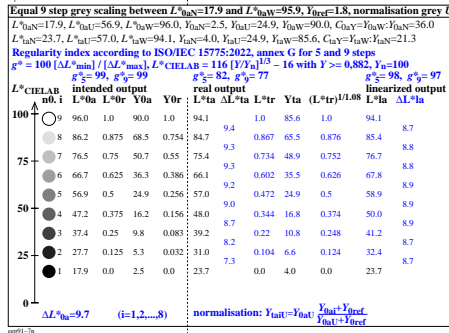 Equal 9 step grey scaling between L*0aN=17.9 and L*0aW=95.9, Y0ref=1.8, normalisation grey U
L*0aN=17.9, L*0aU=56.9, L*0aW=96.0, Y0aN=2.5, Y0aU=24.9, Y0aW=90.0, C0aY=Y0aW:Y0aN=36.0
L*taN=23.7, L*taU=57.0, L*taW=94.1, YtaN=4.0, YtaU=24.9, YtaW=85.6, CtaY=YtaW:YtaN=21.3
Regularity index according to ISO/IEC 15775:2022, annex G for 5 and 9 steps
g* = 100 [ΔL*min] / [ΔL*max], L*CIELAB = 116 [Y/Yn]1/3 – 16 with Y >= 0,882, Yn=100
g*5= 99, g*9= 99 g*5= 82, g*9= 77 g*5= 98, g*9= 97
L*CIELAB intended output real output linearized output
n0. i L*0a L*0r Y0a Y0r L*ta ΔL*ta L*tr Yta (L*tr)1/1.08 L*la ΔL*la
100 9 96.0 1.0 90.0 1.0 94.1 1.0 85.6 1.0 94.1
9.4 8.7
8 86.2 0.875 68.5 0.754 84.7 0.867 65.5 0.876 85.4
9.3 8.7
75 7 76.5 0.75 50.7 0.55 75.4 0.734 48.9 0.752 76.7
9.3 8.8
6 66.7 0.625 36.3 0.386 66.1 0.602 35.5 0.626 67.8
9.2 8.9
50 5 56.9 0.5 24.9 0.256 57.0 0.472 24.9 0.5 58.9
9.0 8.9
4 47.2 0.375 16.2 0.156 48.0 0.344 16.8 0.374 50.0
8.7 8.7
3 37.4 0.25 9.8 0.083 39.2 0.22 10.8 0.248 41.2
8.2 8.7
25 2 27.7 0.125 5.3 0.032 31.0 0.104 6.6 0.124 32.4
7.3 8.7
1 17.9 0.0 2.5 0.0 23.7 0.0 4.0 0.0 23.7
0 ΔL*0a=9.7 (i=1,2,...,8) normalisation: YtaiU=Y0aU Y0ai+Y0ref
Y0aU+Y0ref
eeg91-7n